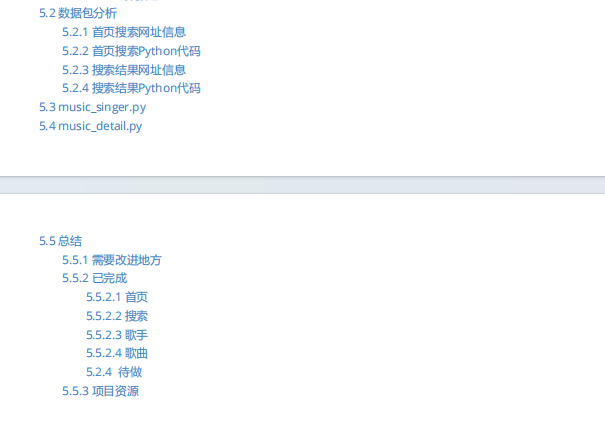 5.2 数据包分析
5.2.1 首页搜索网址信息
5.2.2 首页搜索Python代码
5.2.3 搜索结果网址信息
5.2.4 搜索结果Python代码
5.3 music_singer.py
5.4 music_detail.py
5.5 总结
5.5.1 需要改进地方
5.5.2 已完成
5.5.2.1 首页
5.5.2.2 搜索
5.5.2.3 歌手
5.5.2.4 歌曲
5.2.4 待做
5.5.3 项目资源